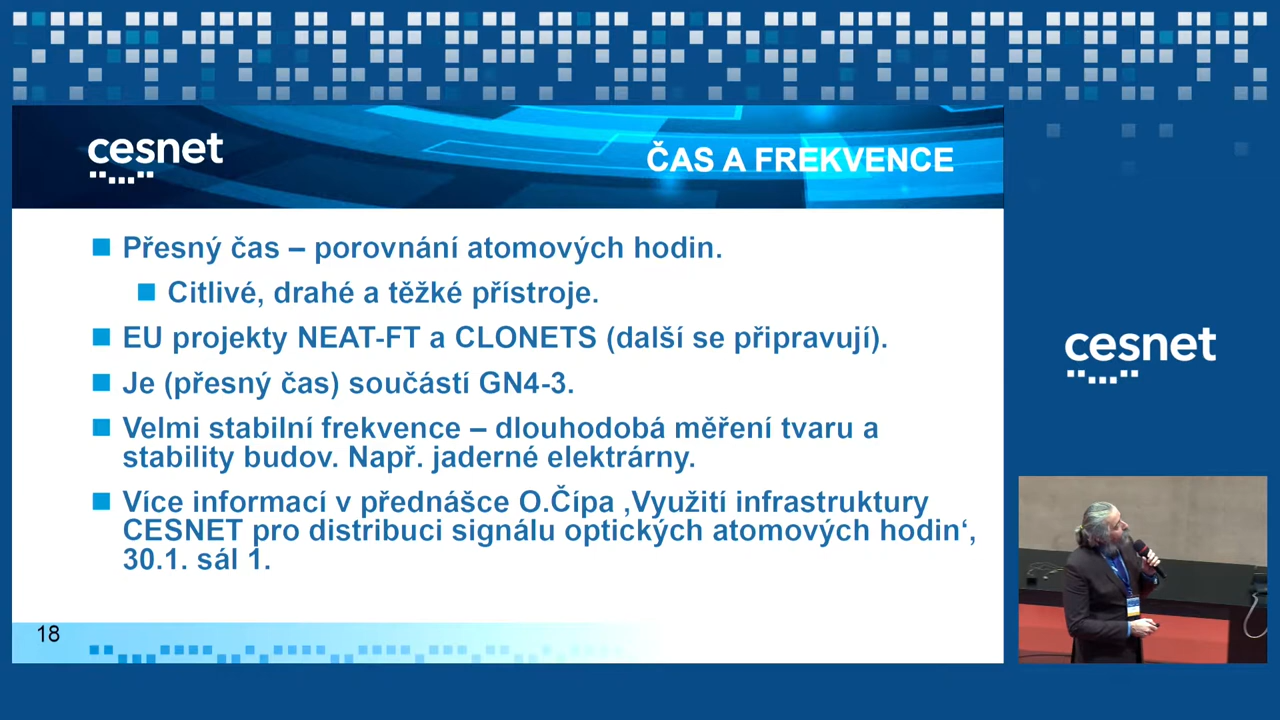 cesnet
ČAS A FREKVENCE
Přesný čas – porovnání atomových hodin.
Citlivé, drahé a těžké přístroje.
EU projekty NEAT-FT a CLONETS (další se připravují).
Je (přesný čas) součástí GN4-3.
Velmi stabilní frekvence – dlouhodobá měření tvaru a
stability budov. Např. jaderné elektrárny.
Více informací v přednášce O.Čípa ‚Využití infrastruktury
CESNET pro distribuci signálu optických atomových hodin‘,
30.1. sál 1.
18
cesnet